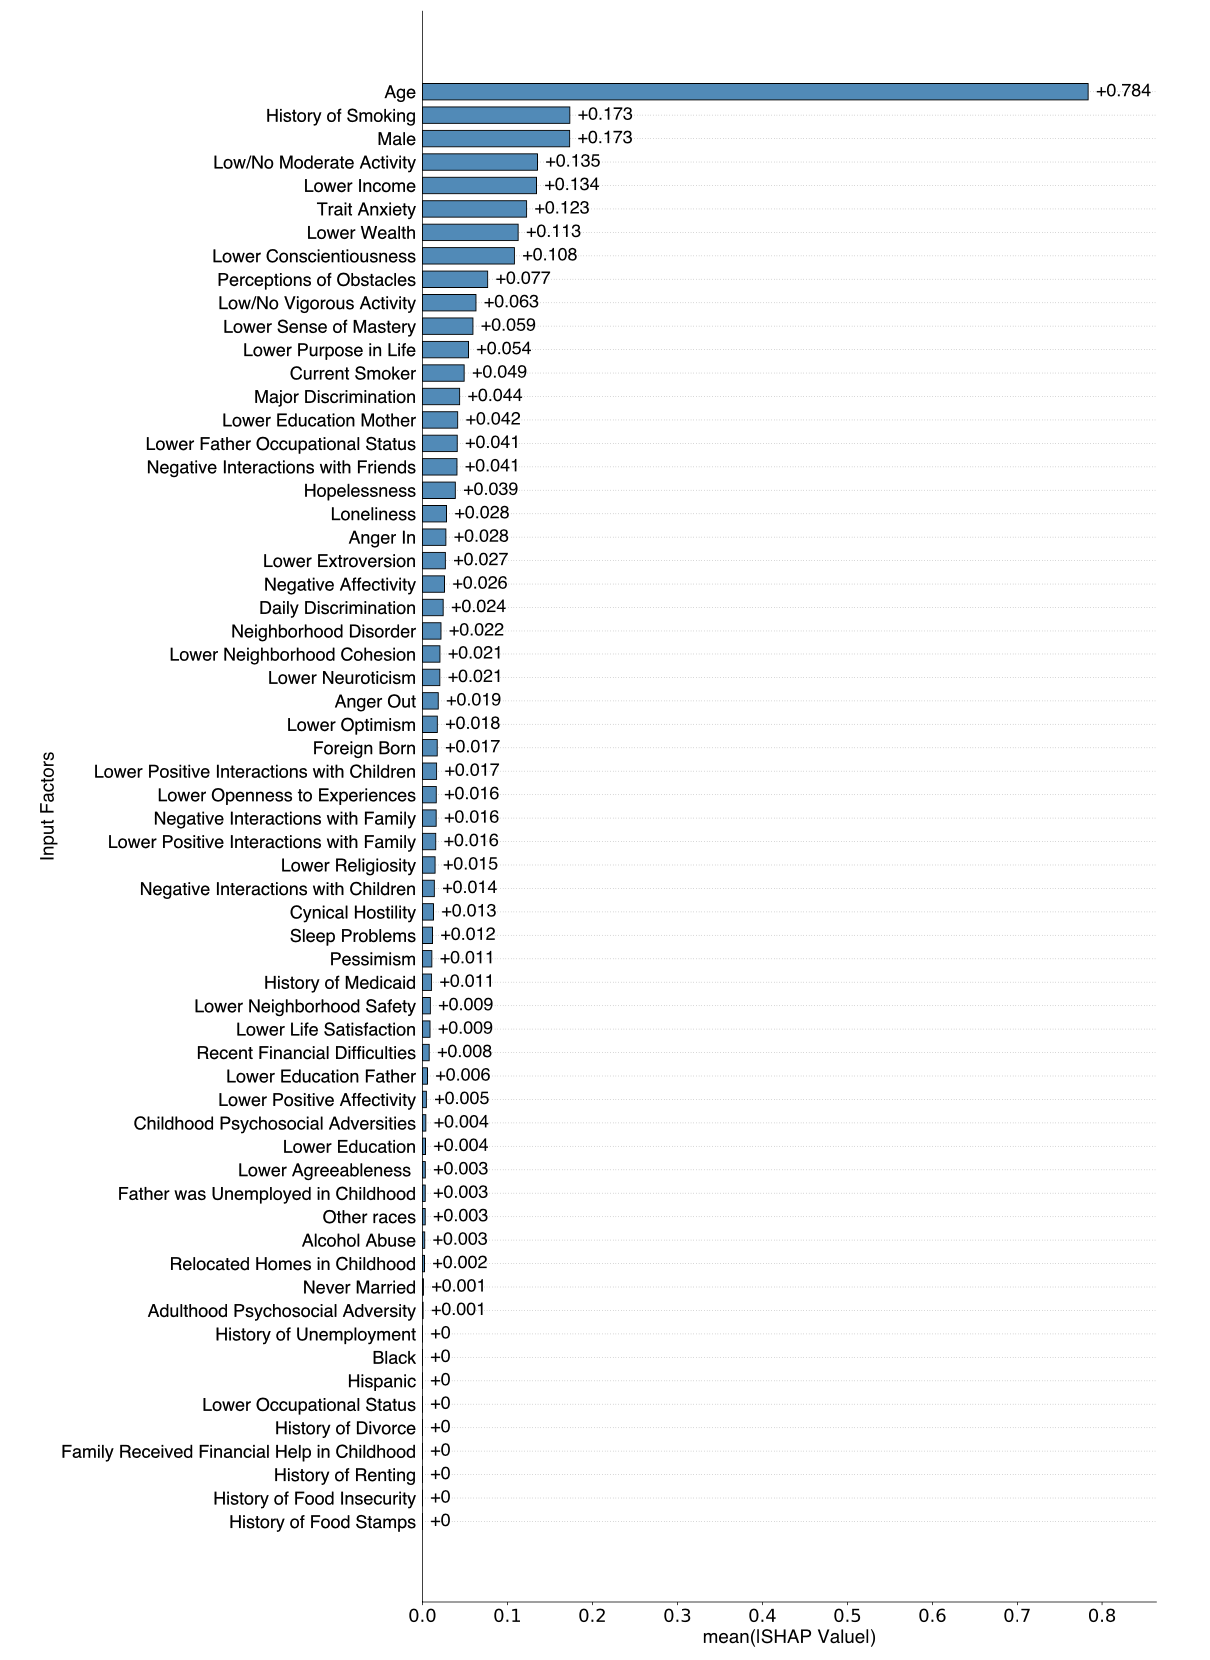 Age +0.784
History of Smoking +0.173
Male +0.173
Low/No Moderate Activity +0.135
Lower Income +0.134
Trait Anxiety +0.123
Lower Wealth +0.113
Lower Conscientiousness +0.108
Perceptions of Obstacles +0.077
Low/No Vigorous Activity +0.063
Lower Sense of Mastery +0.059
Lower Purpose in Life +0.054
Current Smoker +0.049
Major Discrimination +0.044
Lower Education Mother +0.042
Lower Father Occupational Status +0.041
Negative Interactions with Friends +0.041
Hopelessness +0.039
Loneliness +0.028
Anger In +0.028
Lower Extroversion +0.027
Negative Affectivity +0.026
Daily Discrimination +0.024
Neighborhood Disorder +0.022
Lower Neighborhood Cohesion +0.021
Lower Neuroticism +0.021
Anger Out +0.019
Lower Optimism +0.018
Foreign Born +0.017
Lower Positive Interactions with Children +0.017
Lower Openness to Experiences +0.016
Negative Interactions with Family +0.016
Lower Positive Interactions with Family +0.016
Lower Religiosity +0.015
Negative Interactions with Children +0.014
Cynical Hostility +0.013
Sleep Problems +0.012
Pessimism +0.011
History of Medicaid +0.011
Lower Neighborhood Safety +0.009
Lower Life Satisfaction +0.009
Recent Financial Difficulties +0.008
Lower Education Father +0.006
Lower Positive Affectivity +0.005
Childhood Psychosocial Adversities +0.004
Lower Education +0.004
Lower Agreeableness +0.003
Father was Unemployed in Childhood +0.003
Other races +0.003
Alcohol Abuse +0.003
Relocated Homes in Childhood +0.002
Never Married +0.001
Adulthood Psychosocial Adversity +0.001
History of Unemployment +0
Black +0
Hispanic +0
Lower Occupational Status +0
History of Divorce +0
Family Received Financial Help in Childhood +0
History of Renting +0
History of Food Insecurity +0
History of Food Stamps +0
Input Factors
0.0 0.1 0.2 0.3 0.4 0.5 0.6 0.7 0.8
mean(|SHAP Value|)